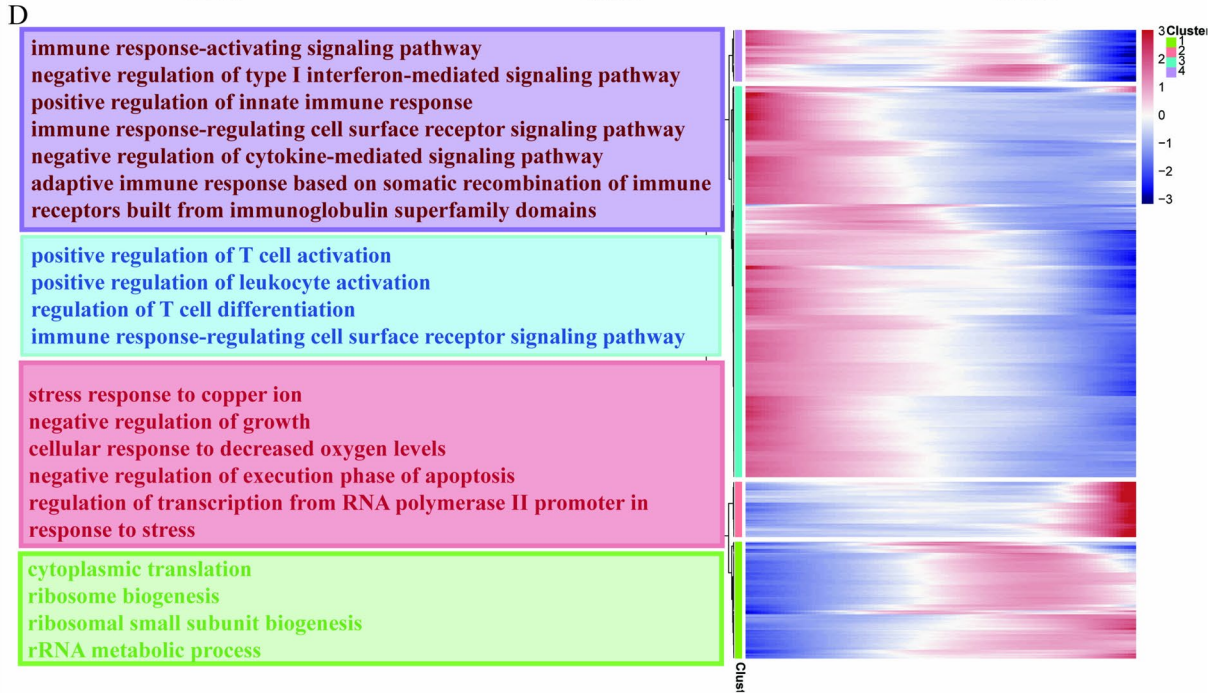 D
immune response-activating signaling pathway
negative regulation of type I interferon-mediated signaling pathway
positive regulation of innate immune response
immune response-regulating cell surface receptor signaling pathway
negative regulation of cytokine-mediated signaling pathway
adaptive immune response based on somatic recombination of immune
receptors built from immunoglobulin superfamily domains
positive regulation of T cell activation
positive regulation of leukocyte activation
regulation of T cell differentiation
immune response-regulating cell surface receptor signaling pathway
stress response to copper ion
negative regulation of growth
cellular response to decreased oxygen levels
negative regulation of execution phase of apoptosis
regulation of transcription from RNA polymerase II promoter in
response to stress
cytoplasmic translation
ribosome biogenesis
ribosomal small subunit biogenesis
rRNA metabolic process
Clust
3
2
1
0
−1
−2
−3
Cluster
1
2
3
4